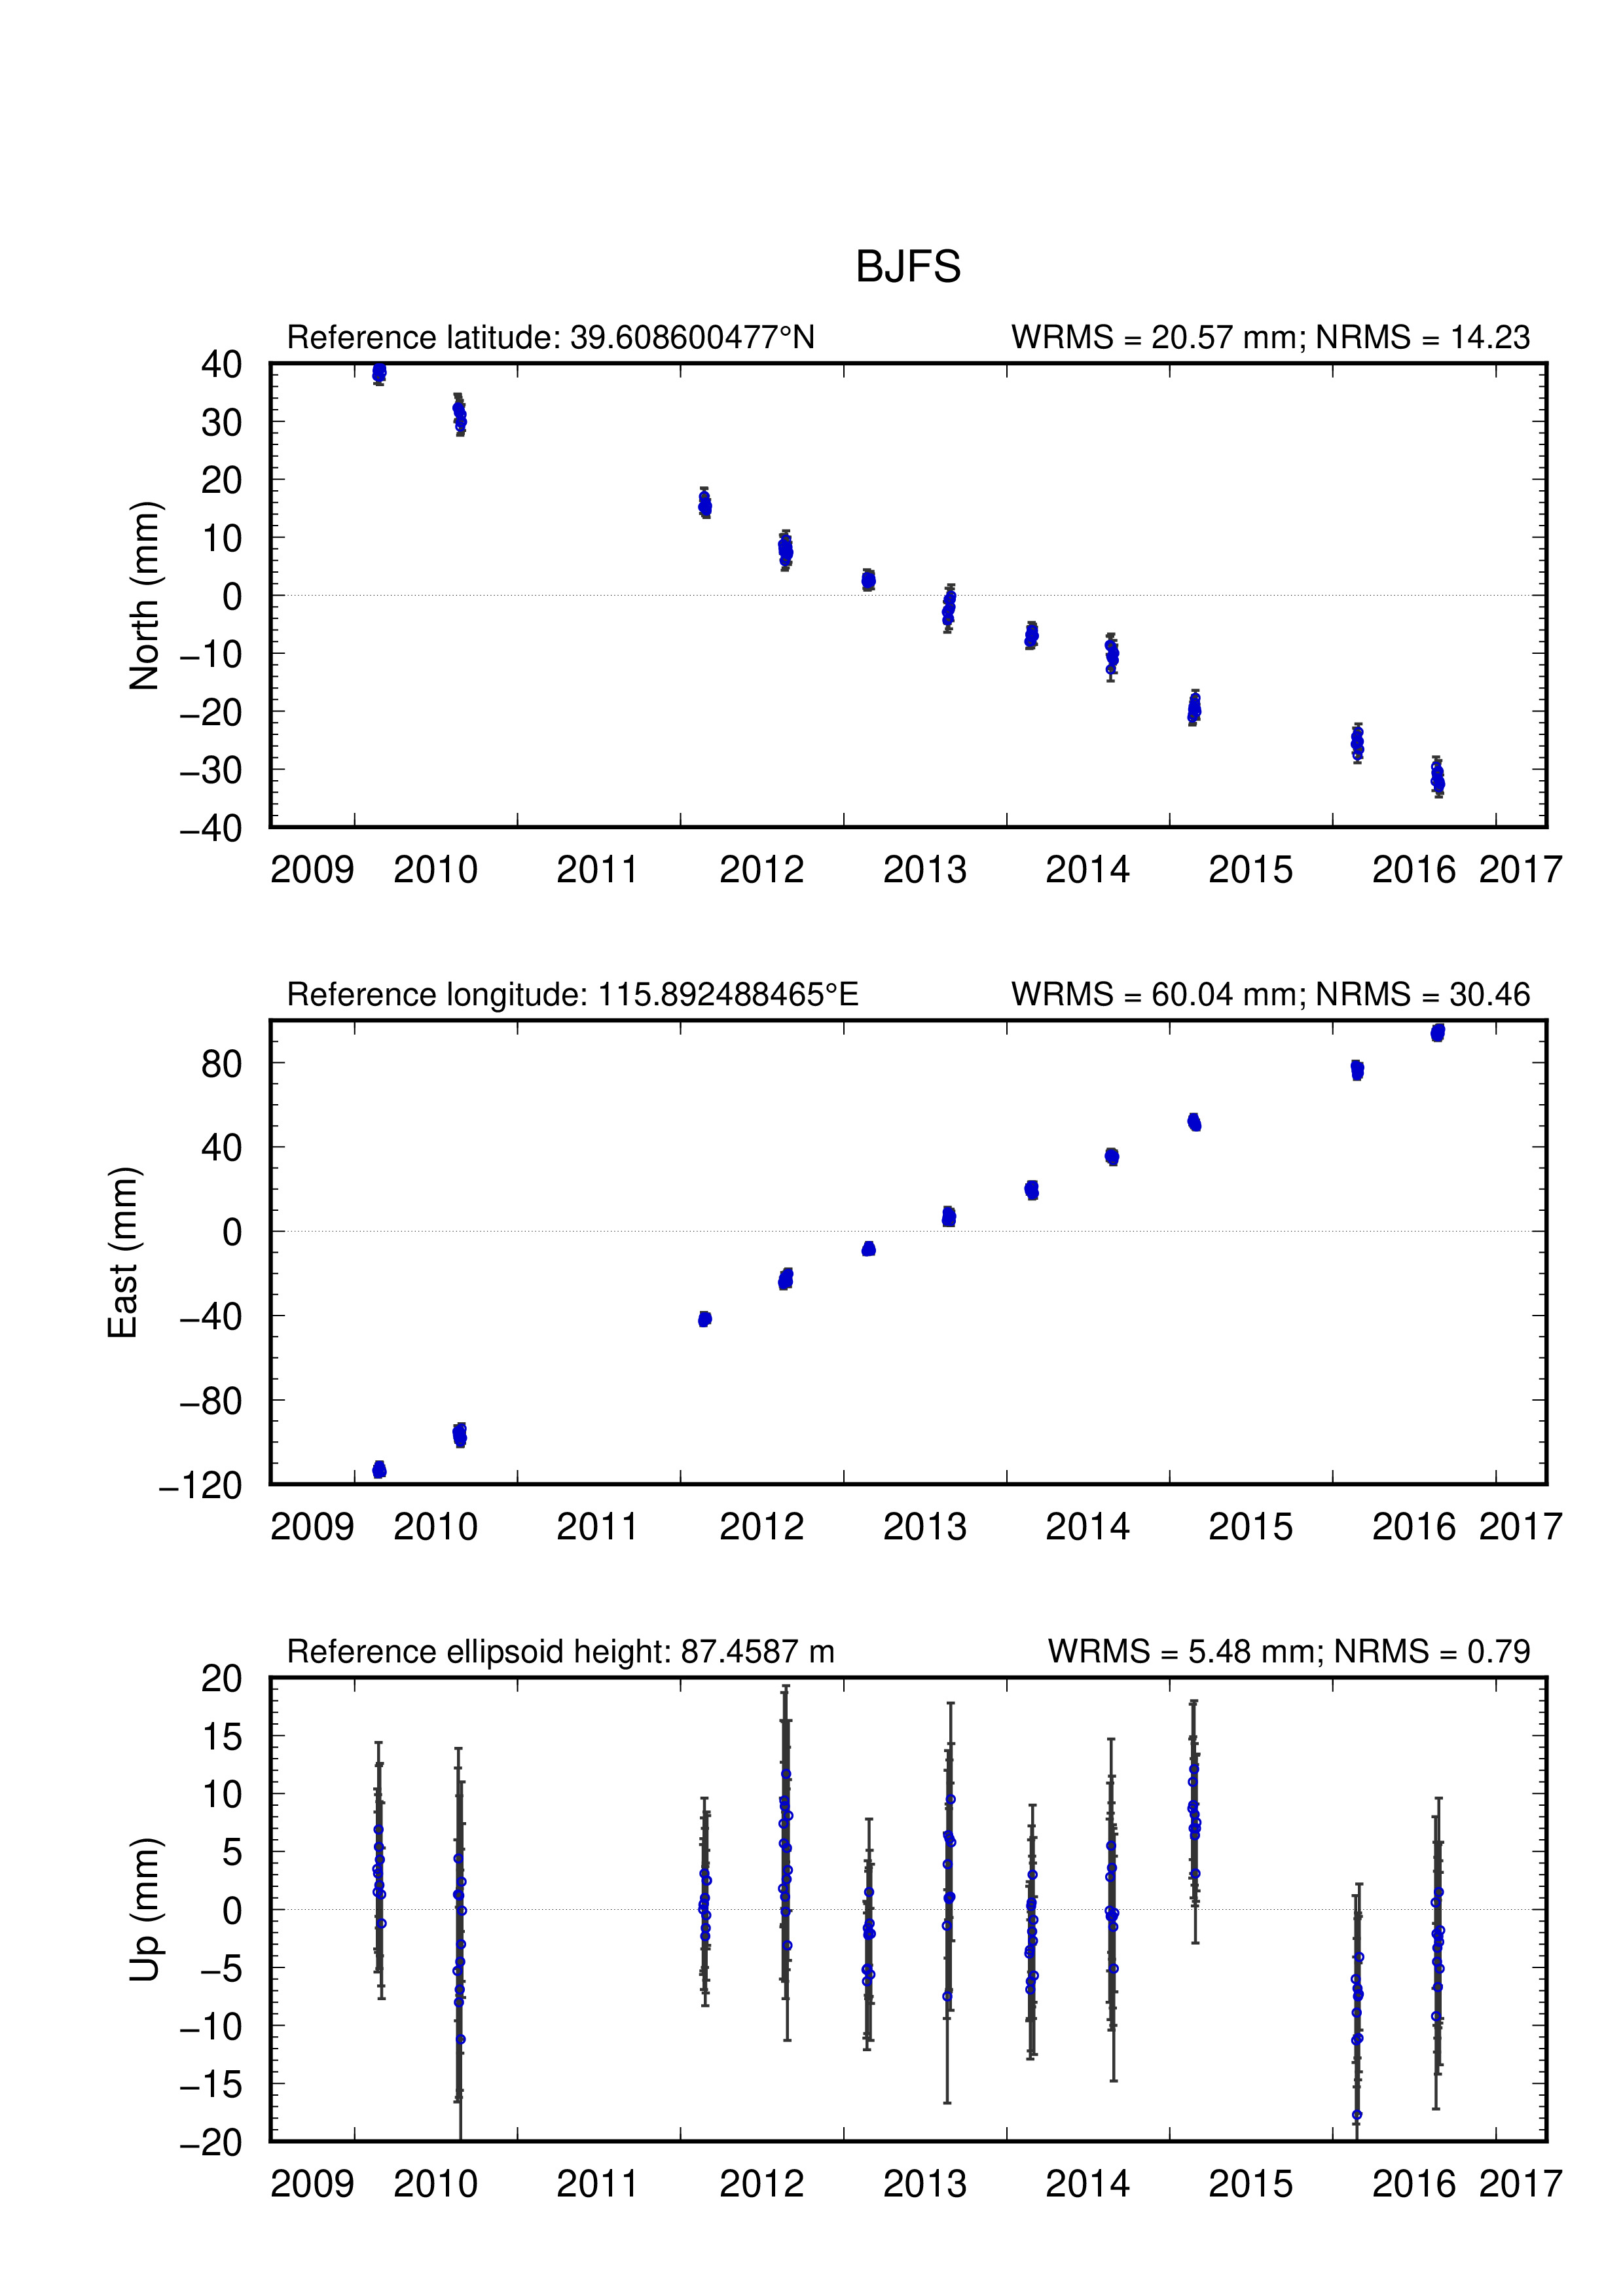 BJFS
Reference latitude: 39.608600477°N WRMS = 20.57 mm; NRMS = 14.23
40
30
20
10
0
−10
−20
−30
−40
North (mm)
2009 2010 2011 2012 2013 2014 2015 2016 2017
Reference longitude: 115.892488465°E WRMS = 60.04 mm; NRMS = 30.46
80
40
0
−40
−80
−120
East (mm)
2009 2010 2011 2012 2013 2014 2015 2016 2017
Reference ellipsoid height: 87.4587 m WRMS = 5.48 mm; NRMS = 0.79
20
15
10
5
0
−5
−10
−15
−20
Up (mm)
2009 2010 2011 2012 2013 2014 2015 2016 2017